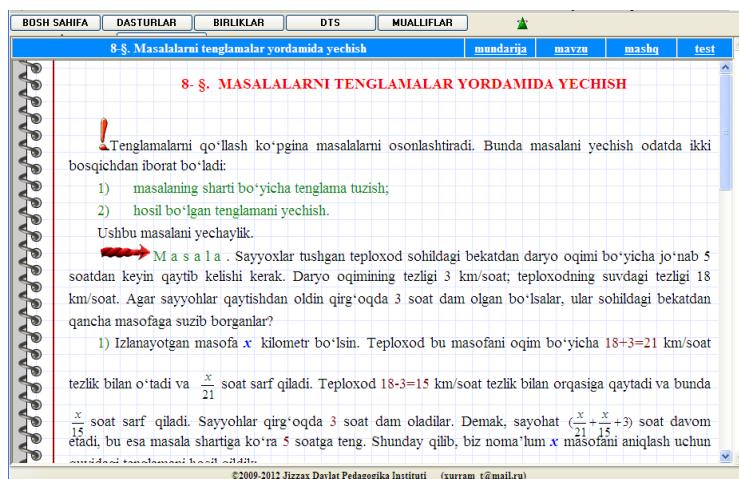 BOSH SAHIFA DASTURLAR BIRLIKLAR DTS MUALLIFLAR
8-§. Masalalarni tenglamalar yordamida yechish mundarija mavzu mashq test
8- §. MASALALARNI TENGLAMALAR YORDAMIDA YECHISH
Tenglamalarni qo‘llash ko‘pgina masalalarni osonlashtiradi. Bunda masalani yechish odatda ikki
bosqichdan iborat bo‘ladi:
1) masalaning sharti bo‘yicha tenglama tuzish;
2) hosil bo‘lgan tenglamani yechish.
Ushbu masalani yechaylik.
M a s a l a . Sayyoxlar tushgan teploxod sohildagi bekatdan daryo oqimi bo‘yicha jo‘nab 5
soatdan keyin qaytib kelishi kerak. Daryo oqimining tezligi 3 km/soat; teploxodning suvdagi tezligi 18
km/soat. Agar sayyohlar qaytishdan oldin qirg‘oqda 3 soat dam olgan bo‘lsalar, ular sohildagi bekatdan
qancha masofaga suzib borganlar?
1) Izlanayotgan masofa x kilometr bo‘lsin. Teploxod bu masofani oqim bo‘yicha 18+3=21 km/soat
tezlik bilan o‘tadi va x/21 soat sarf qiladi. Teploxod 18-3=15 km/soat tezlik bilan orqasiga qaytadi va bunda
x/15 soat sarf qiladi. Sayyohlar qirg‘oqda 3 soat dam oladilar. Demak, sayohat (x/21+x/15+3) soat davom
etadi, bu esa masala shartiga ko‘ra 5 soatga teng. Shunday qilib, biz noma’lum x masofani aniqlash uchun
quyidagi tenglamani hosil qildik:
©2009-2012 Jizzax Davlat Pedagogika Instituti (xurram_t@mail.ru)